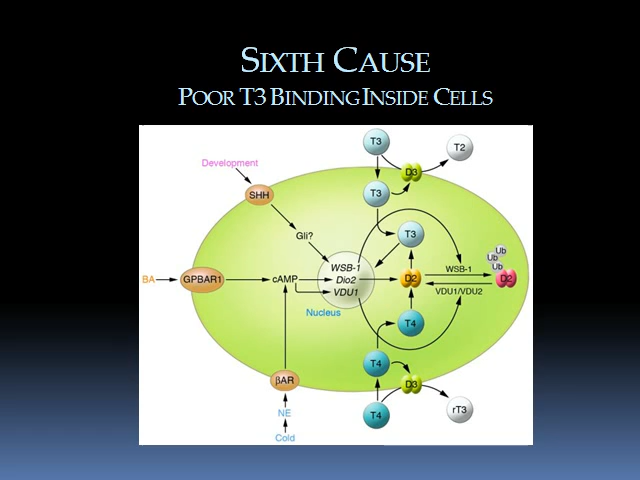 SIXTH CAUSE
POOR T3 BINDING INSIDE CELLS
T3
T2
Development
D3
SHH
T3
Gli?
T3
Ub
Ub
Ub
WSB-1
WSB-1
BA
GPBAR1
cAMP
Dio2
D2
D2
VDU1
VDU1/VDU2
Nucleus
T4
T4
βAR
D3
NE
T4
rT3
Cold